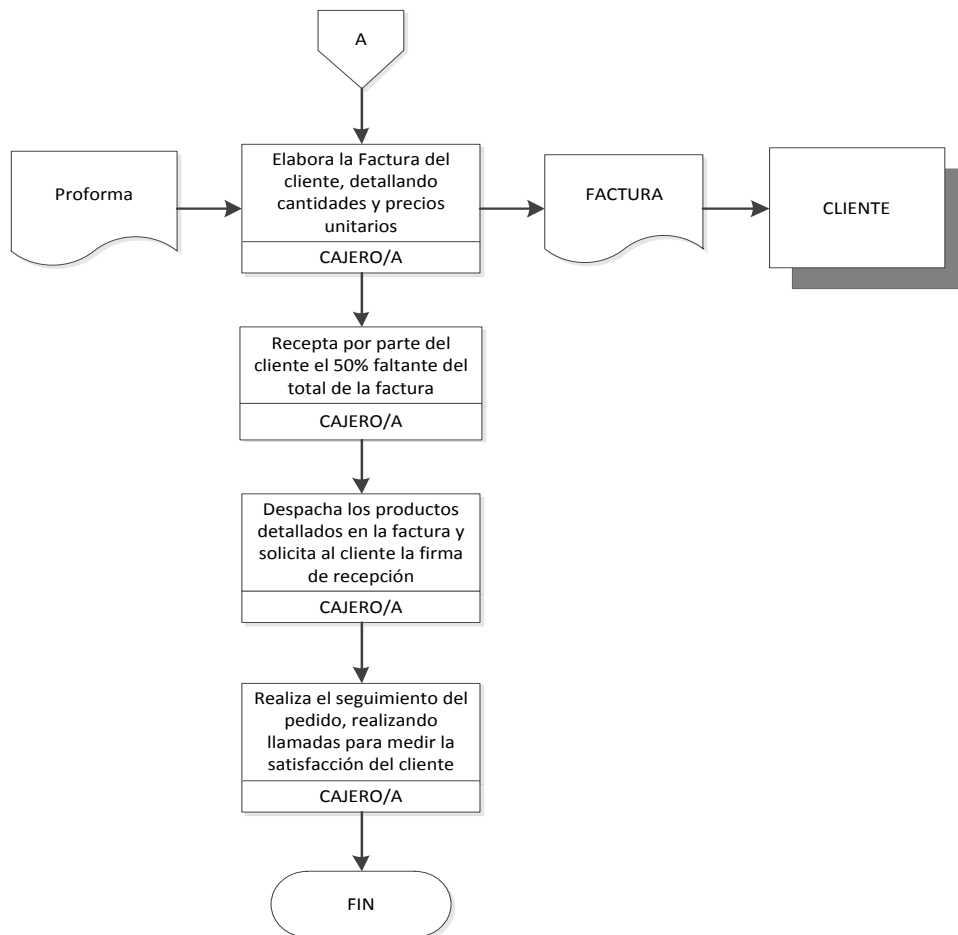 A
Proforma
Elabora la Factura del
cliente, detallando
cantidades y precios
unitarios
CAJERO/A
FACTURA
CLIENTE
Recepta por parte del
cliente el 50% faltante del
total de la factura
CAJERO/A
Despacha los productos
detallados en la factura y
solicita al cliente la firma
de recepción
CAJERO/A
Realiza el seguimiento del
pedido, realizando
llamadas para medir la
satisfacción del cliente
CAJERO/A
FIN